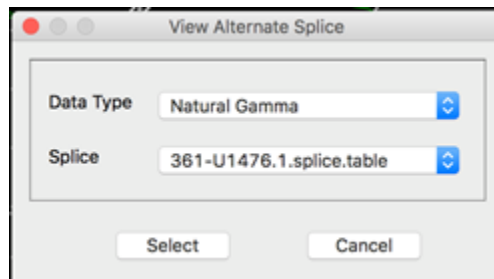 View Alternate Splice
Data Type Natural Gamma
Splice 361-U1476.1.splice.table
Select Cancel